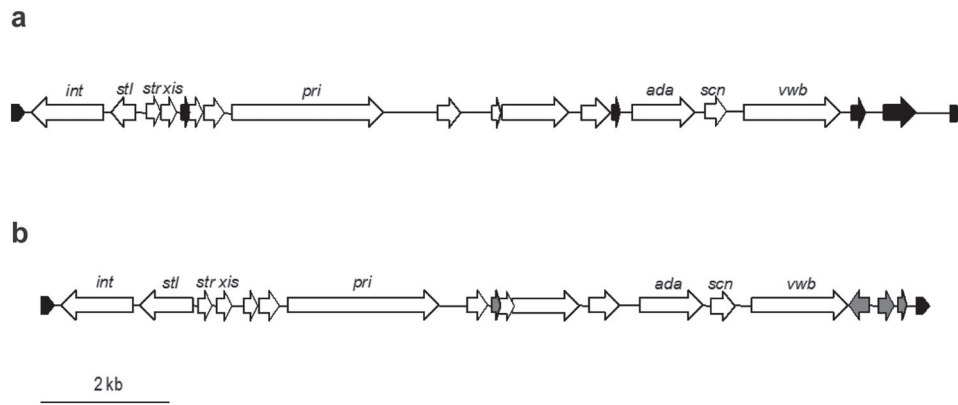 a
int stl str xis pri ada scn vwb
b
int stl str xis pri ada scn vwb
2 kb